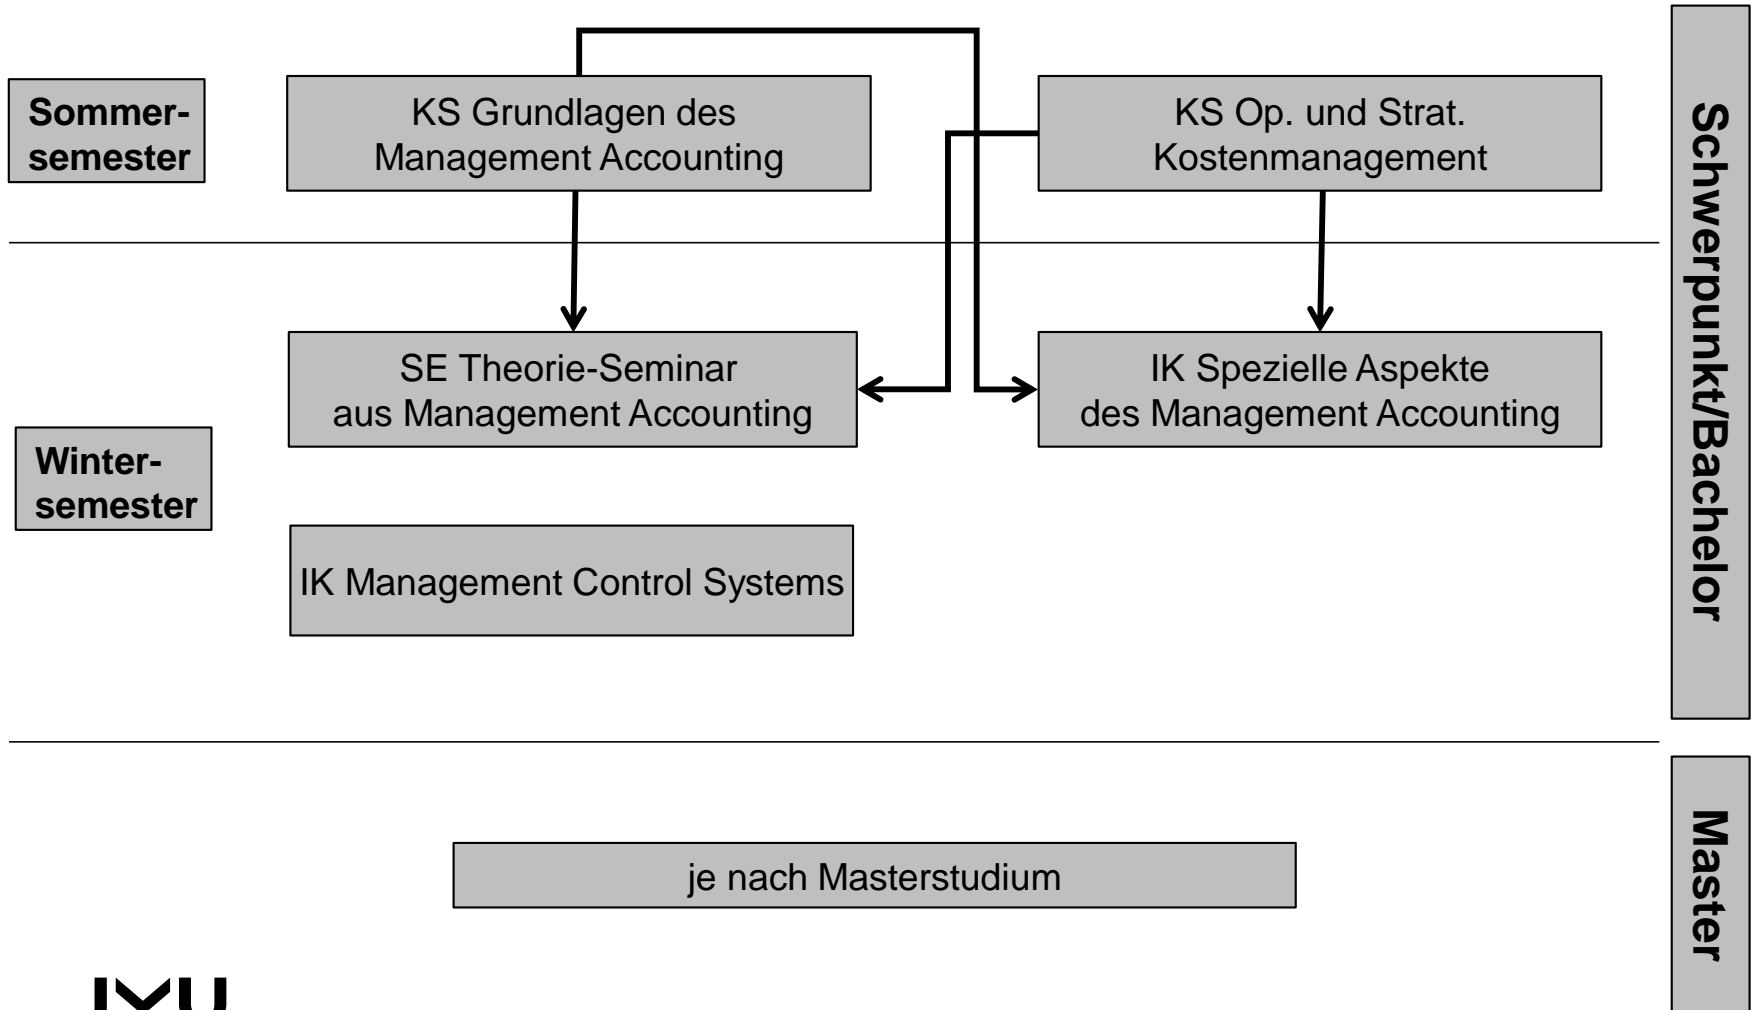 Sommer-
semester
KS Grundlagen des
Management Accounting
KS Op. und Strat.
Kostenmanagement
SE Theorie-Seminar
aus Management Accounting
IK Spezielle Aspekte
des Management Accounting
Winter-
semester
IK Management Control Systems
Schwerpunkt/Bachelor
je nach Masterstudium
Master